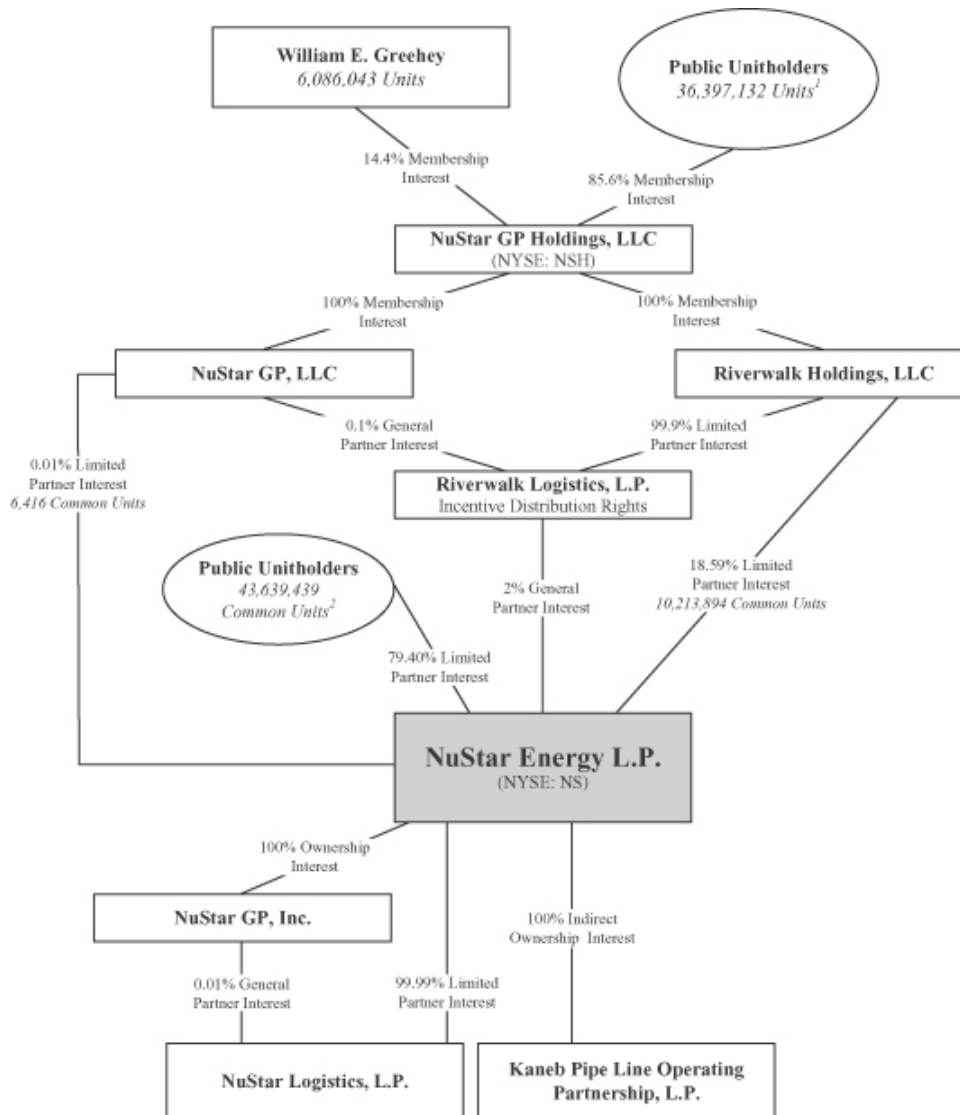 William E. Greehey
6,086,043 Units
Public Unitholders
36,397,132 Units1
14.4% Membership
Interest
85.6% Membership
Interest
NuStar GP Holdings, LLC
(NYSE: NSH)
100% Membership
Interest
100% Membership
Interest
NuStar GP, LLC
Riverwalk Holdings, LLC
0.1% General
Partner Interest
99.9% Limited
Partner Interest
0.01% Limited
Partner Interest
6,416 Common Units
Riverwalk Logistics, L.P.
Incentive Distribution Rights
Public Unitholders
43,639,439
Common Units2
2% General
Partner Interest
18.59% Limited
Partner Interest
10,213,894 Common Units
79.40% Limited
Partner Interest
NuStar Energy L.P.
(NYSE: NS)
100% Ownership
Interest
NuStar GP, Inc.
100% Indirect
Ownership Interest
0.01% General
Partner Interest
99.99% Limited
Partner Interest
NuStar Logistics, L.P.
Kaneb Pipe Line Operating
Partnership, L.P.